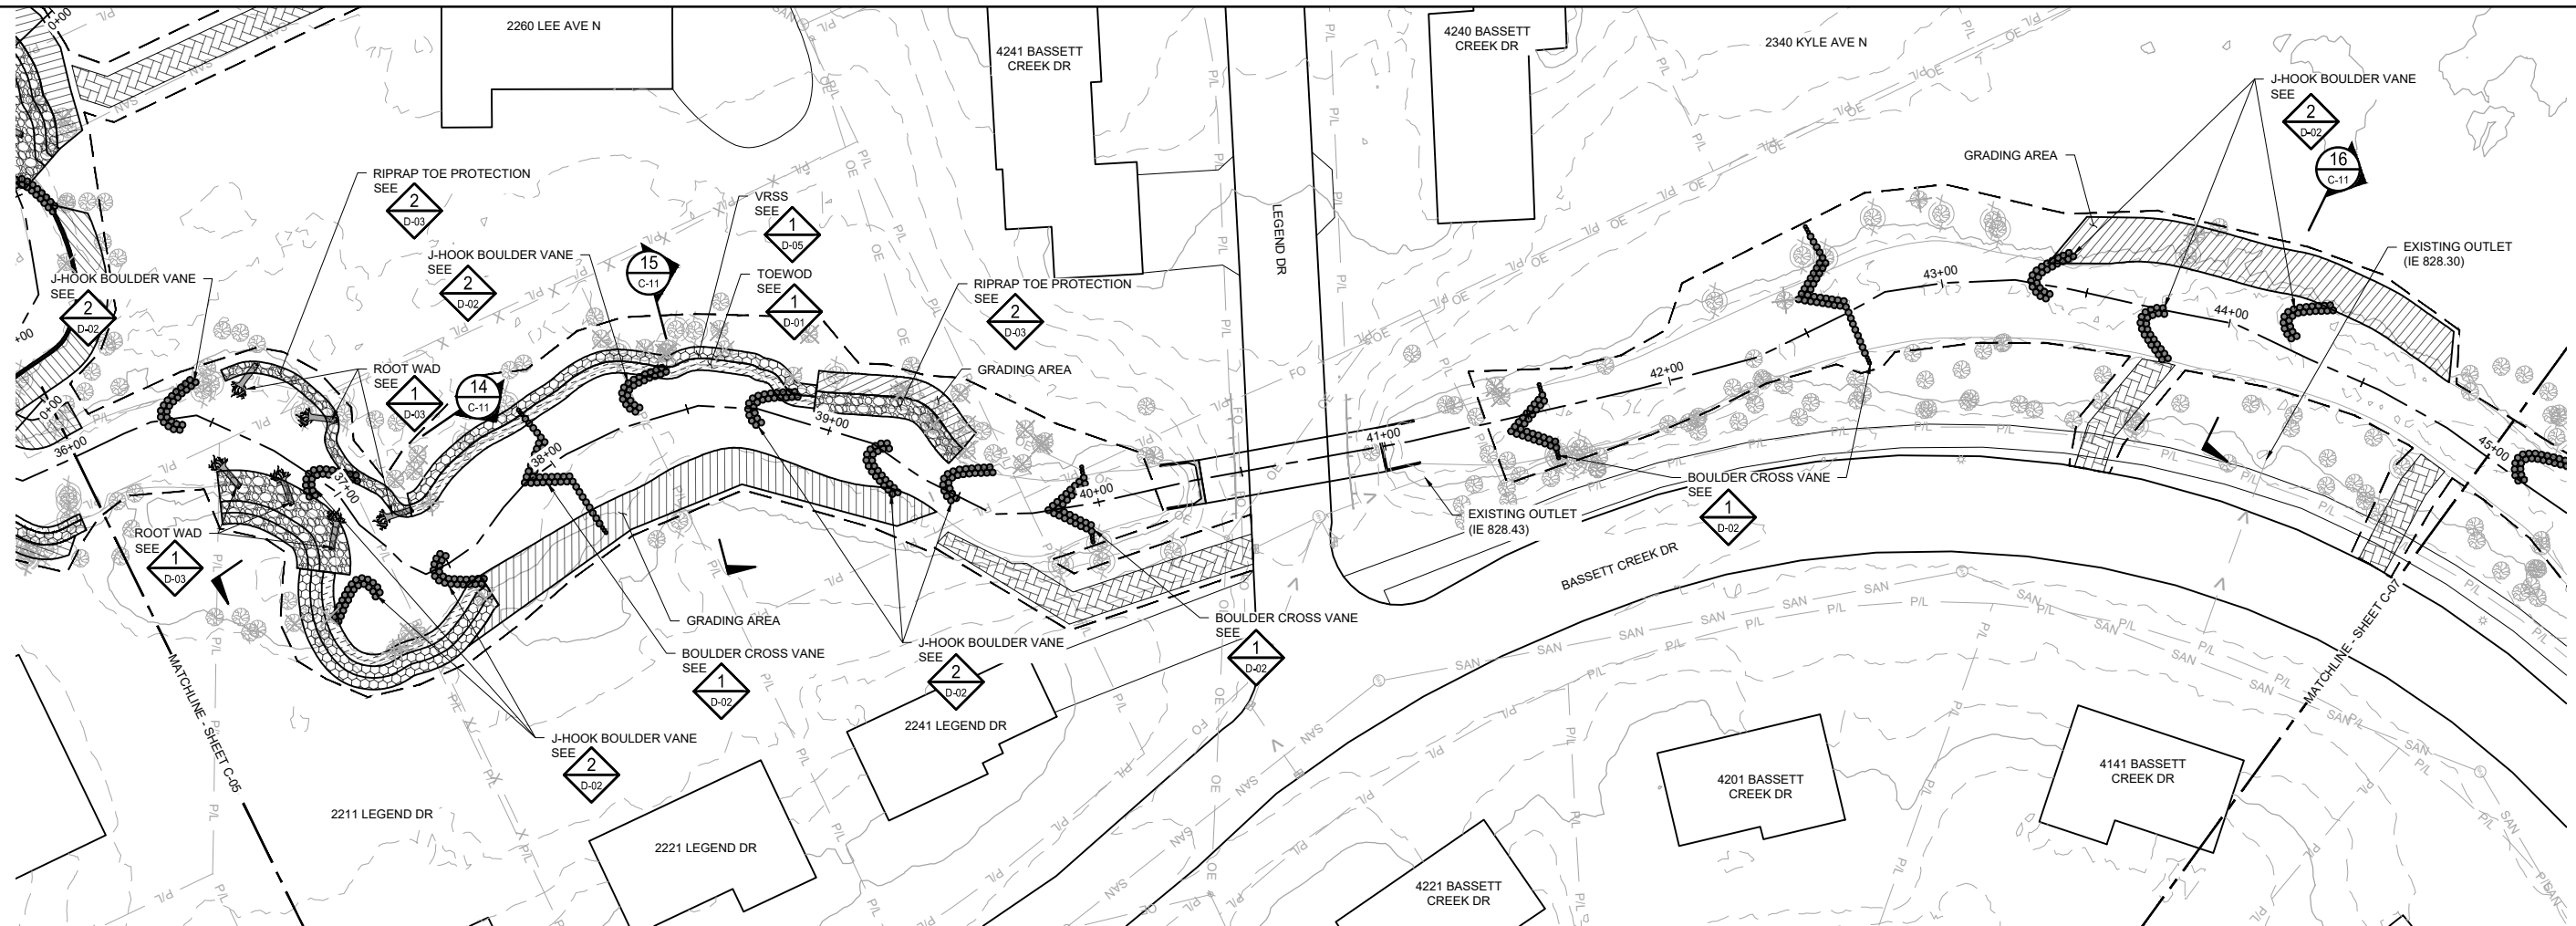 2260 LEE AVE N
4241 BASSETT
CREEK DR
4240 BASSETT
CREEK DR
2340 KYLE AVE N
J-HOOK BOULDER VANE
SEE
2
D-02
16
C-11
GRADING AREA
EXISTING OUTLET
(IE 828.30)
RIPRAP TOE PROTECTION
SEE
2
D-03
VRSS
SEE
1
D-05
J-HOOK BOULDER VANE
SEE
2
D-02
15
C-11
TOEWOD
SEE
1
D-01
J-HOOK BOULDER VANE
SEE
2
D-02
RIPRAP TOE PROTECTION
SEE
2
D-03
GRADING AREA
ROOT WAD
SEE
1
D-03
14
C-11
LEGEND DR
0+00
+00
0+00
36+00
37+00
38+00
39+00
40+00
41+00
42+00
43+00
44+00
45+00
ROOT WAD
SEE
1
D-03
BOULDER CROSS VANE
SEE
1
D-02
EXISTING OUTLET
(IE 828.43)
BASSETT CREEK DR
GRADING AREA
BOULDER CROSS VANE
SEE
1
D-02
J-HOOK BOULDER VANE
SEE
2
D-02
BOULDER CROSS VANE
SEE
1
D-02
J-HOOK BOULDER VANE
SEE
2
D-02
MATCHLINE - SHEET C-05
MATCHLINE - SHEET C-07
2211 LEGEND DR
2221 LEGEND DR
2241 LEGEND DR
4221 BASSETT
CREEK DR
4201 BASSETT
CREEK DR
4141 BASSETT
CREEK DR
SAN
P/L
OE
FO
X